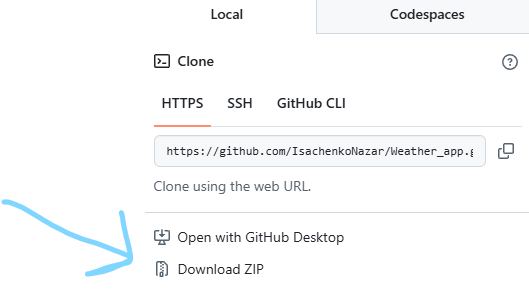 Local
Codespaces
Clone
HTTPS SSH GitHub CLI
https://github.com/IsachenkoNazar/Weather_app.g
Clone using the web URL.
Open with GitHub Desktop
Download ZIP